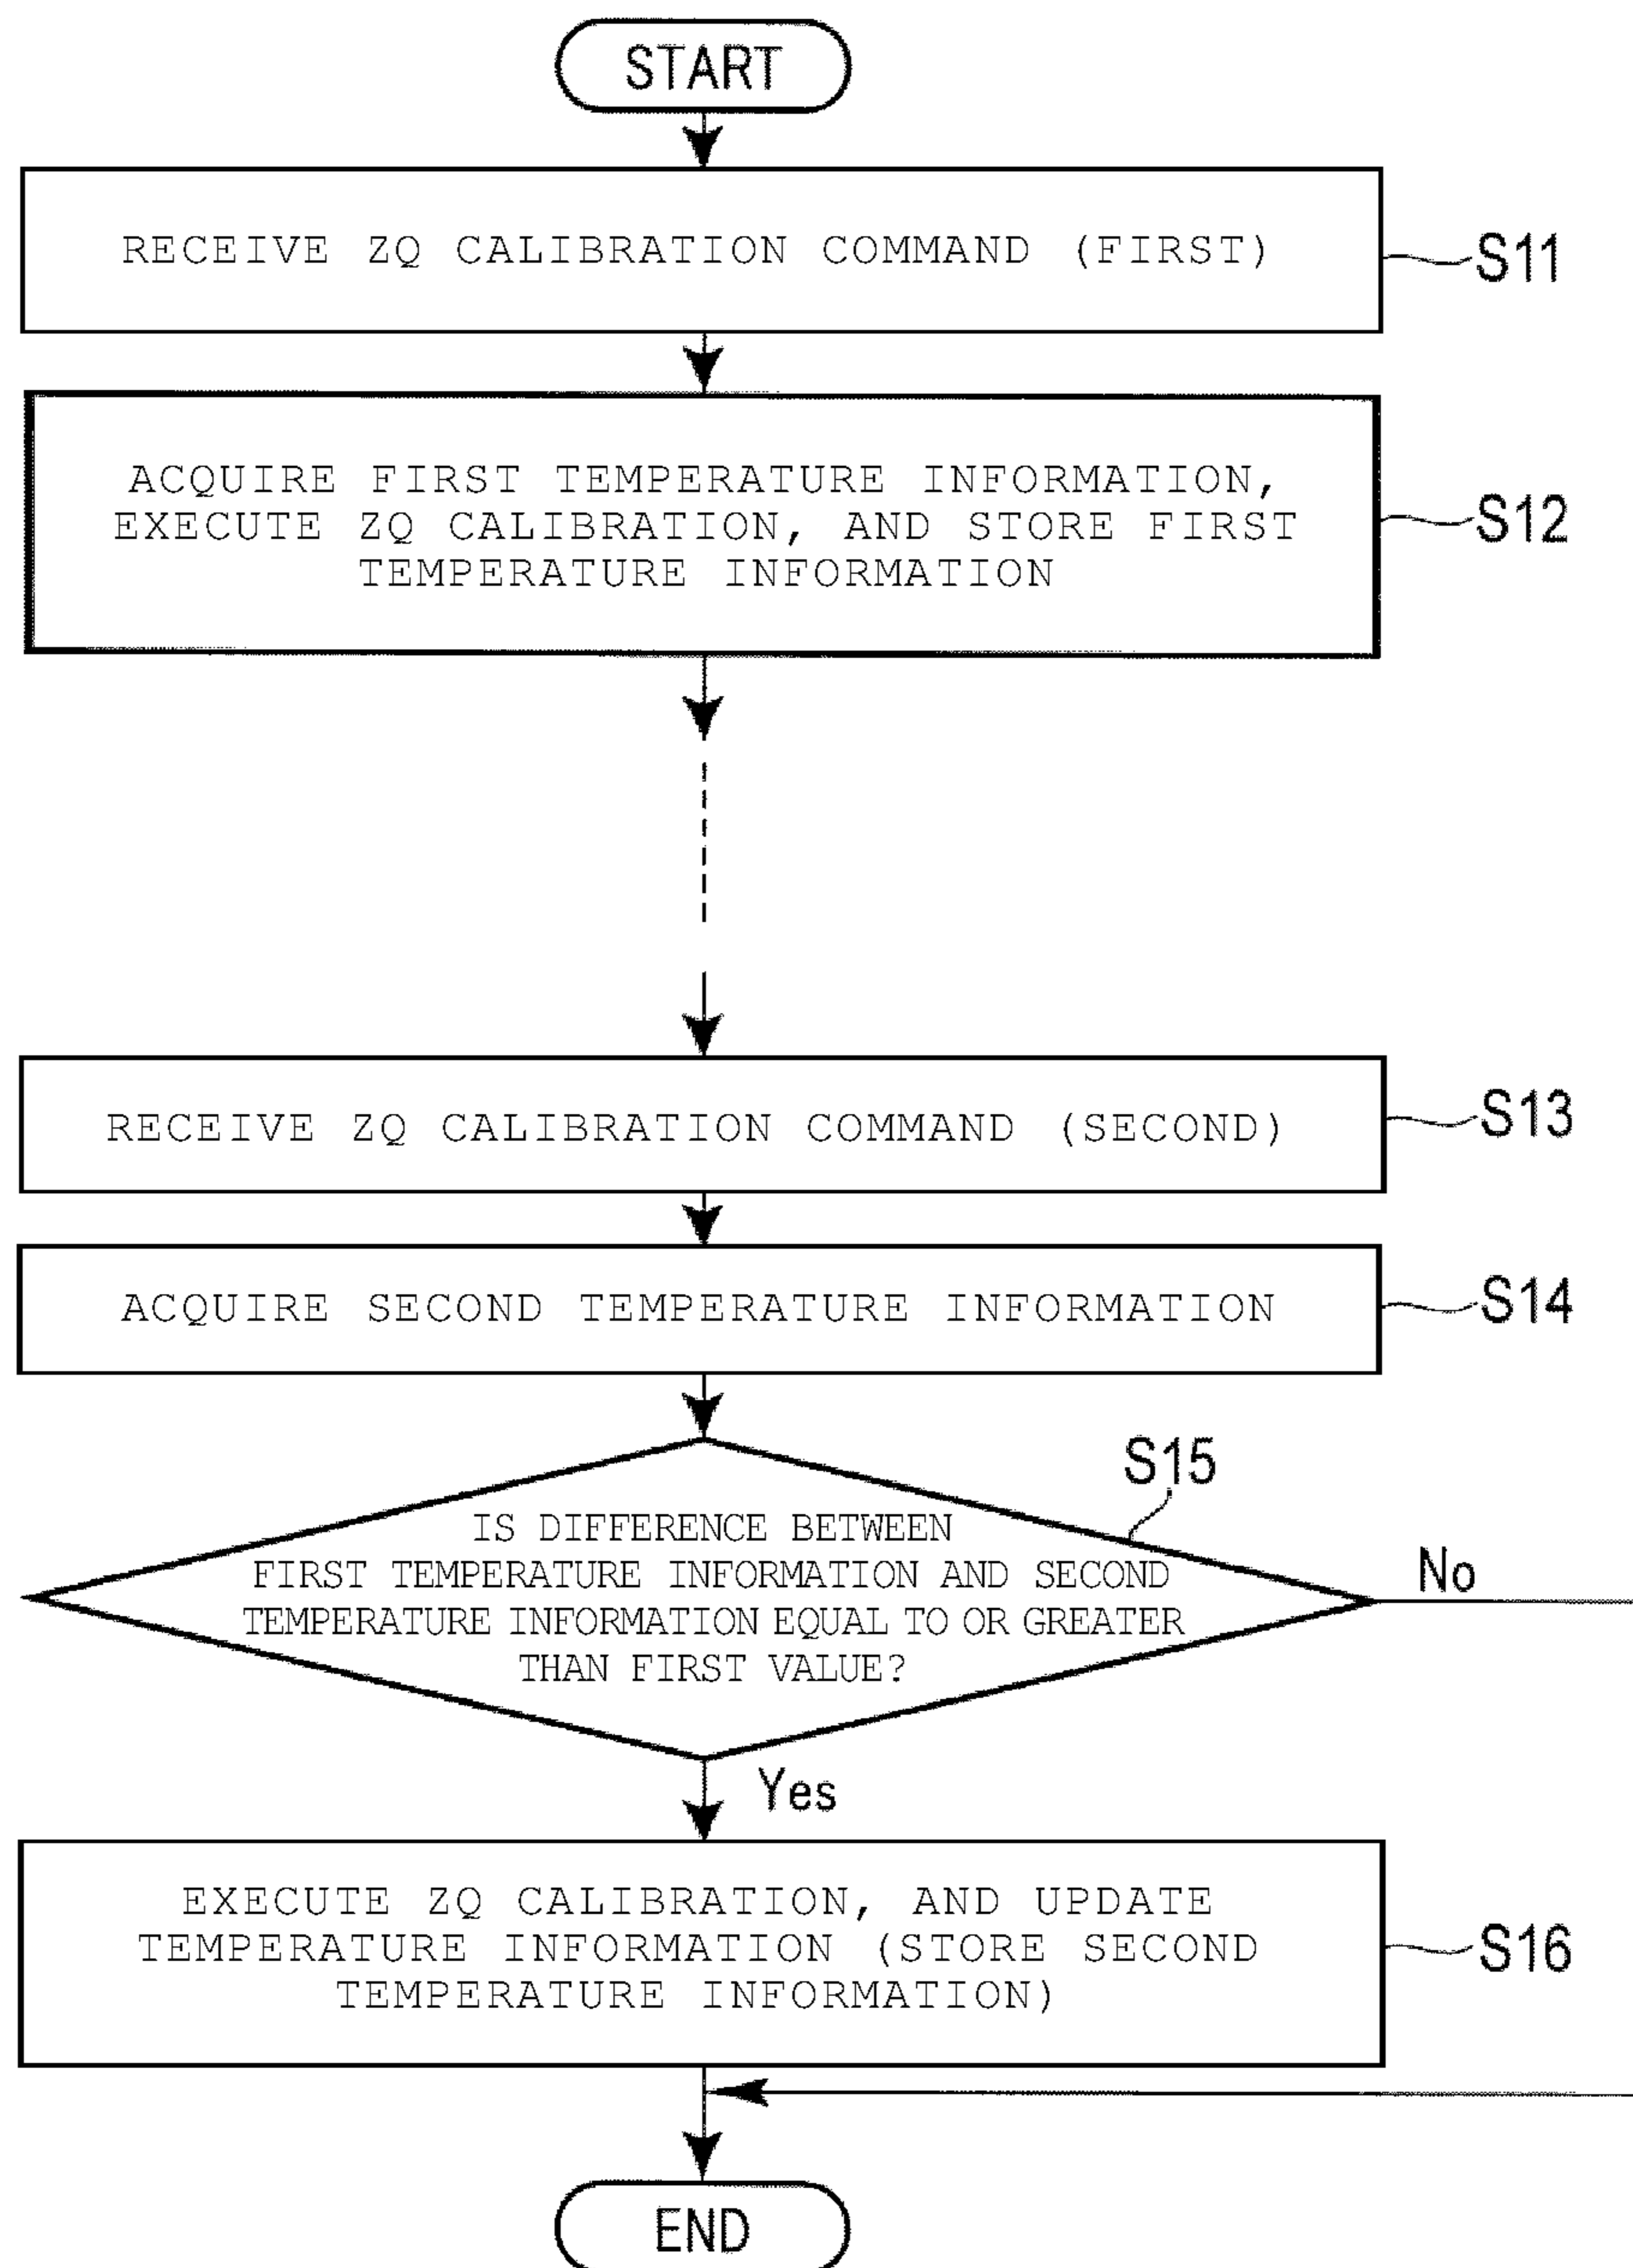 START
RECEIVE ZQ CALIBRATION COMMAND (FIRST)
S11
ACQUIRE FIRST TEMPERATURE INFORMATION,
EXECUTE ZQ CALIBRATION, AND STORE FIRST
TEMPERATURE INFORMATION
S12
RECEIVE ZQ CALIBRATION COMMAND (SECOND)
S13
ACQUIRE SECOND TEMPERATURE INFORMATION
S14
S15
IS DIFFERENCE BETWEEN
FIRST TEMPERATURE INFORMATION AND SECOND
TEMPERATURE INFORMATION EQUAL TO OR GREATER
THAN FIRST VALUE?
No
Yes
EXECUTE ZQ CALIBRATION, AND UPDATE
TEMPERATURE INFORMATION (STORE SECOND
TEMPERATURE INFORMATION)
S16
END